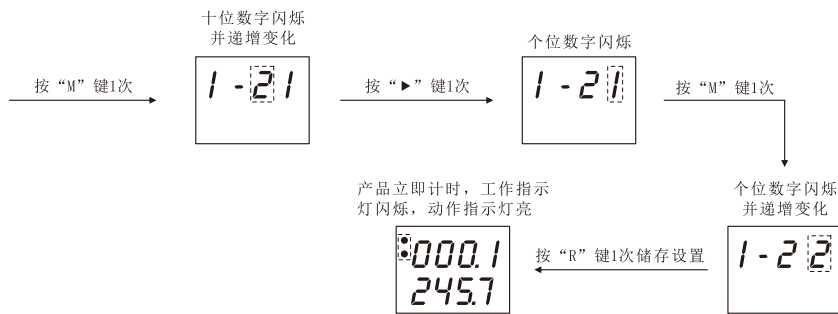 十位数字闪烁
并递增变化
按“M”键1次
1-21
按“▶”键1次
个位数字闪烁
1-21
按“M”键1次
个位数字闪烁
并递增变化
1-22
按“R”键1次储存设置
产品立即计时，工作指示
灯闪烁，动作指示灯亮
000.1
245.7